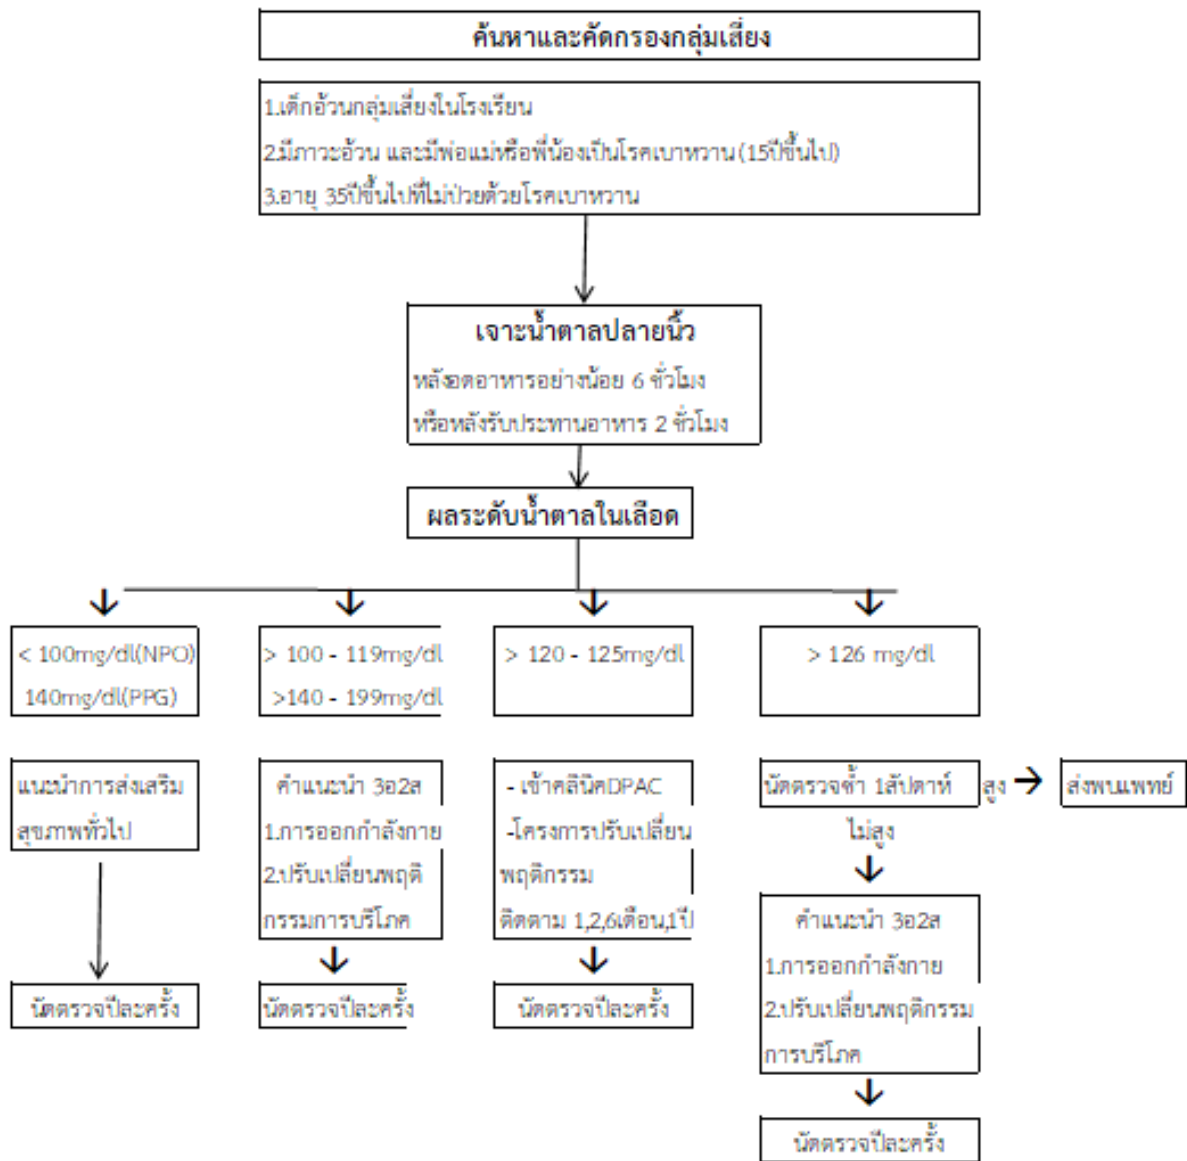 ค้นหาและคัดกรองกลุ่มเสี่ยง
1.เด็กอ้วนกลุ่มเสี่ยงในโรงเรียน
2.มีภาวะอ้วน และมีพ่อแม่หรือพี่น้องเป็นโรคเบาหวาน (15ปีขึ้นไป)
3.อายุ 35ปีขึ้นไปที่ไม่ป่วยด้วยโรคเบาหวาน
เจาะน้ำตาลปลายนิ้ว
หลังอดอาหารอย่างน้อย 6 ชั่วโมง
หรือหลังรับประทานอาหาร 2 ชั่วโมง
ผลระดับน้ำตาลในเลือด
< 100mg/dl(NPO)
140mg/dl(PPG)
> 100 - 119mg/dl
>140 - 199mg/dl
> 120 - 125mg/dl
> 126 mg/dl
แนะนำการส่งเสริม
สุขภาพทั่วไป
นัดตรวจปีละครั้ง
คำแนะนำ 3อ2ส
1.การออกกำลังกาย
2.ปรับเปลี่ยนพฤติ
กรรมการบริโภค
นัดตรวจปีละครั้ง
- เข้าคลินิคDPAC
-โครงการปรับเปลี่ยน
พฤติกรรม
ติดตาม 1,2,6เดือน,1ปี
นัดตรวจปีละครั้ง
นัดตรวจซ้ำ 1สัปดาห์
สูง
ส่งพบแพทย์
ไม่สูง
คำแนะนำ 3อ2ส
1.การออกกำลังกาย
2.ปรับเปลี่ยนพฤติกรรม
การบริโภค
นัดตรวจปีละครั้ง